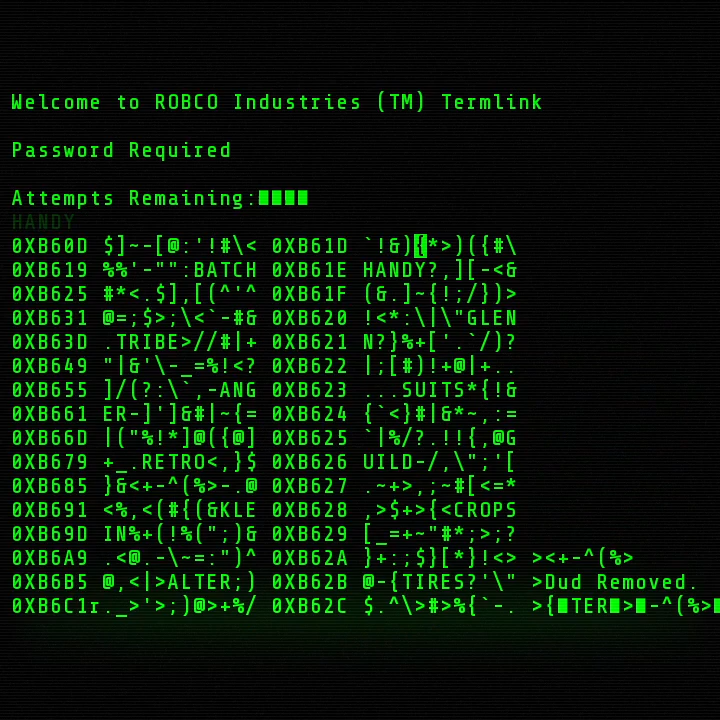 Welcome to ROBCO Industries (TM) Termlink
Password Required
Attempts Remaining:■■■■
HANDY
0XB60D $]~-[@:'!#\< 0XB61D `!&){*>)({#\
0XB619 %%'-"":BATCH 0XB61E HANDY?,][-<&
0XB625 #*<.$],[(^'^ 0XB61F (&.]~{!;/})>
0XB631 @=;$>;\<`-#& 0XB620 !<*:\|\"GLEN
0XB63D .TRIBE>//#|+ 0XB621 N?}%+['.`/)?
0XB649 "|&'\-_=%!<? 0XB622 |;[#)!+@|+..
0XB655 ]/(?:\`,-ANG 0XB623 ...SUITS*{!&
0XB661 ER-]']&#|~{= 0XB624 {`<}#|&*~,:=
0XB66D |("%!*]@({@] 0XB625 `|%/?.!!{,@G
0XB679 +_.RETRO<,}$ 0XB626 UILD-/,\";'[
0XB685 }&<+-^(%>-.@ 0XB627 .~+>,;~#[<=*
0XB691 <%,<(#{(&KLE 0XB628 ,>$+>{<CROPS
0XB69D IN%+(!%(";)& 0XB629 [_=+~"#*;>;?
0XB6A9 .<@.-\~=:")^ 0XB62A }+:;$}[*}!<> ><+-^(%>
0XB6B5 @,<|>ALTER;) 0XB62B @-{TIRES?'\" >Dud Removed.
0XB6C1r._>'>;)@>+%/ 0XB62C $.^\>#>%{`-. >{■TER■>■-^(%>■